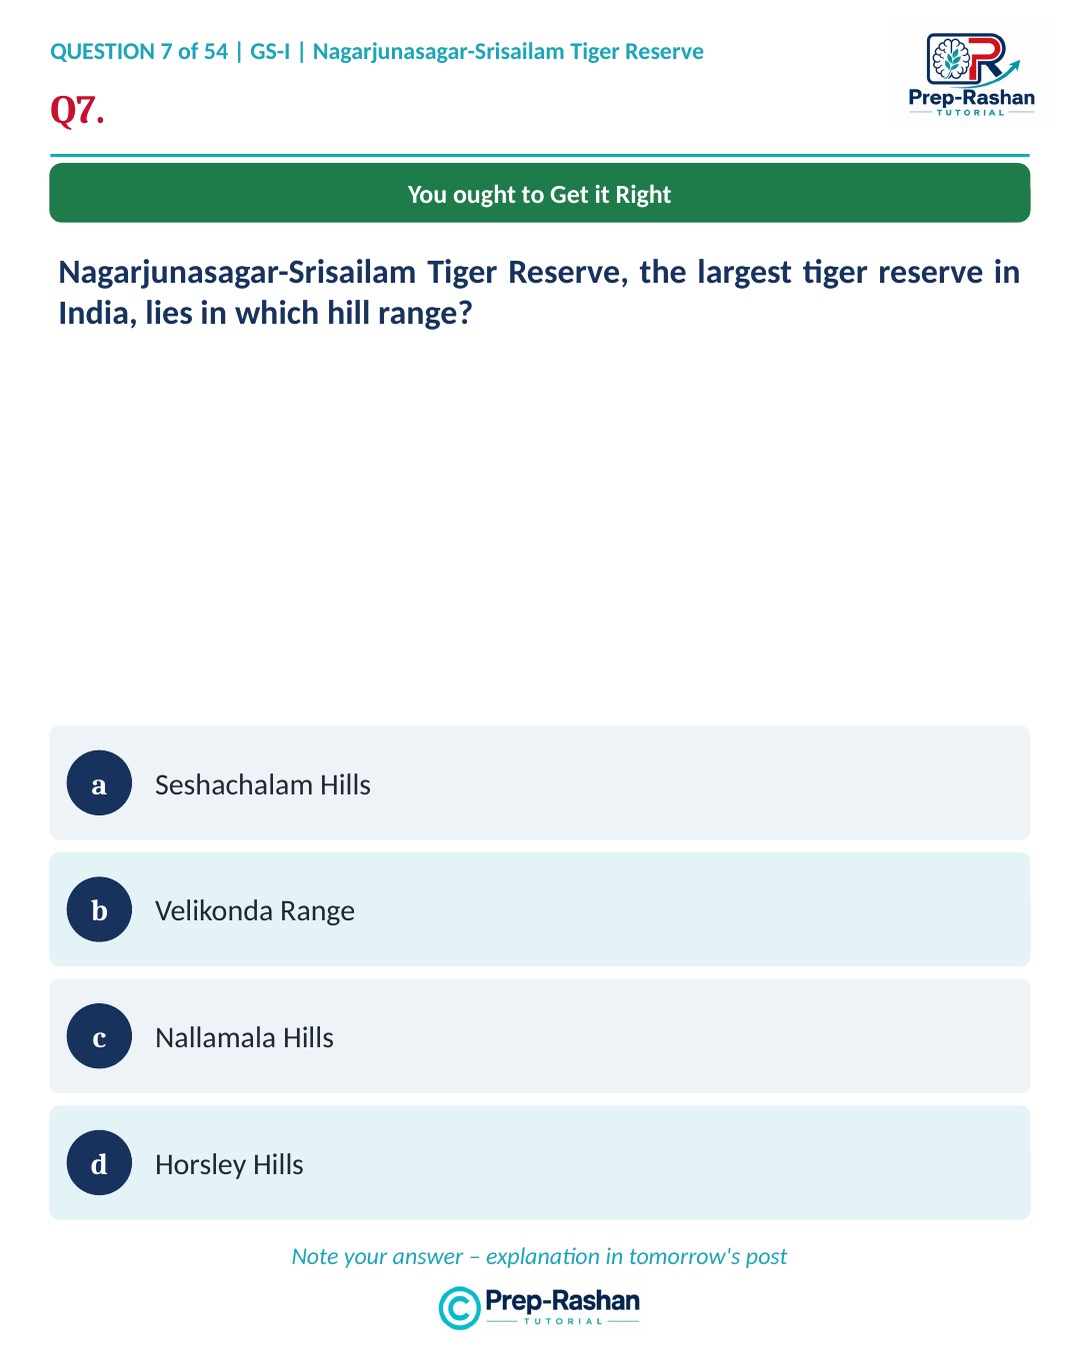 QUESTION 7 of 54 | GS-I | Nagarjunasagar-Srisailam Tiger Reserve
Prep-Rashan
TUTORIAL
Q7.
You ought to Get it Right
Nagarjunasagar-Srisailam Tiger Reserve, the largest tiger reserve in
India, lies in which hill range?
a Seshachalam Hills
b Velikonda Range
c Nallamala Hills
d Horsley Hills
Note your answer – explanation in tomorrow's post
© Prep-Rashan
TUTORIAL